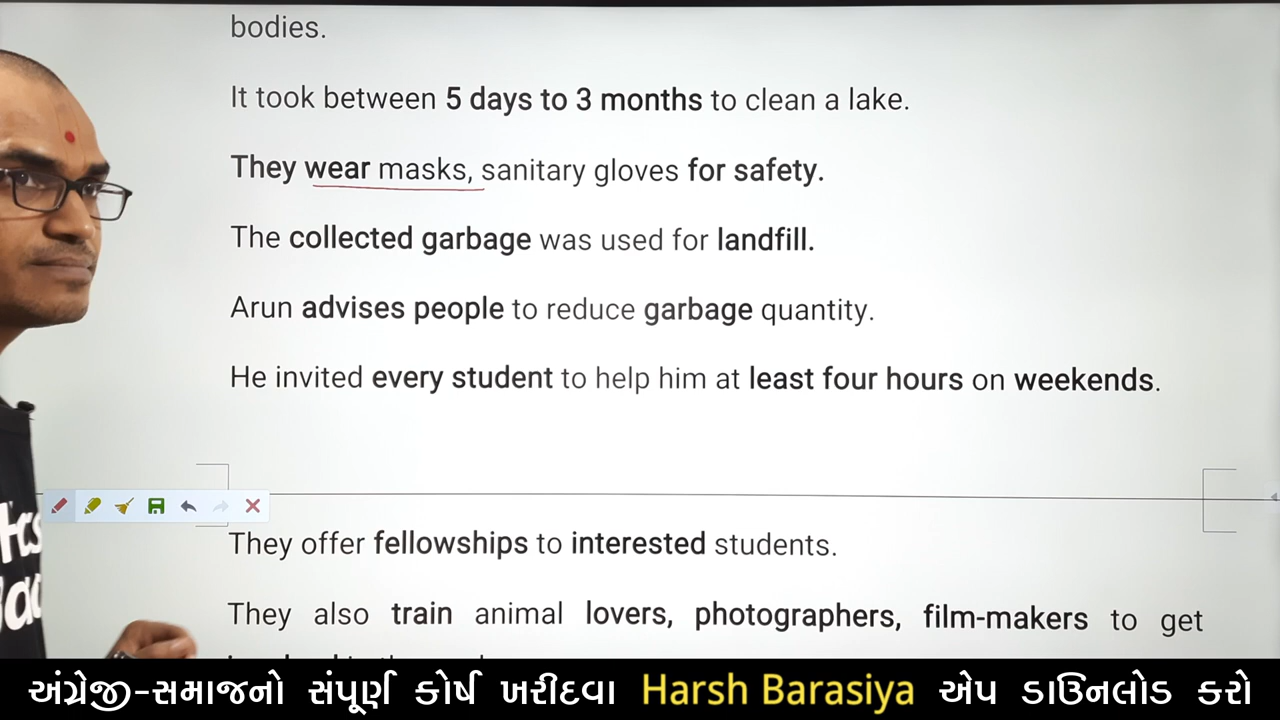 bodies.
It took between 5 days to 3 months to clean a lake.
They wear masks, sanitary gloves for safety.
The collected garbage was used for landfill.
Arun advises people to reduce garbage quantity.
He invited every student to help him at least four hours on weekends.
They offer fellowships to interested students.
They also train animal lovers, photographers, film-makers to get
અંગ્રેજી-સમાજનો સંપૂર્ણ કોર્ષ ખરીદવા Harsh Barasiya એપ ડાઉનલોડ કરો